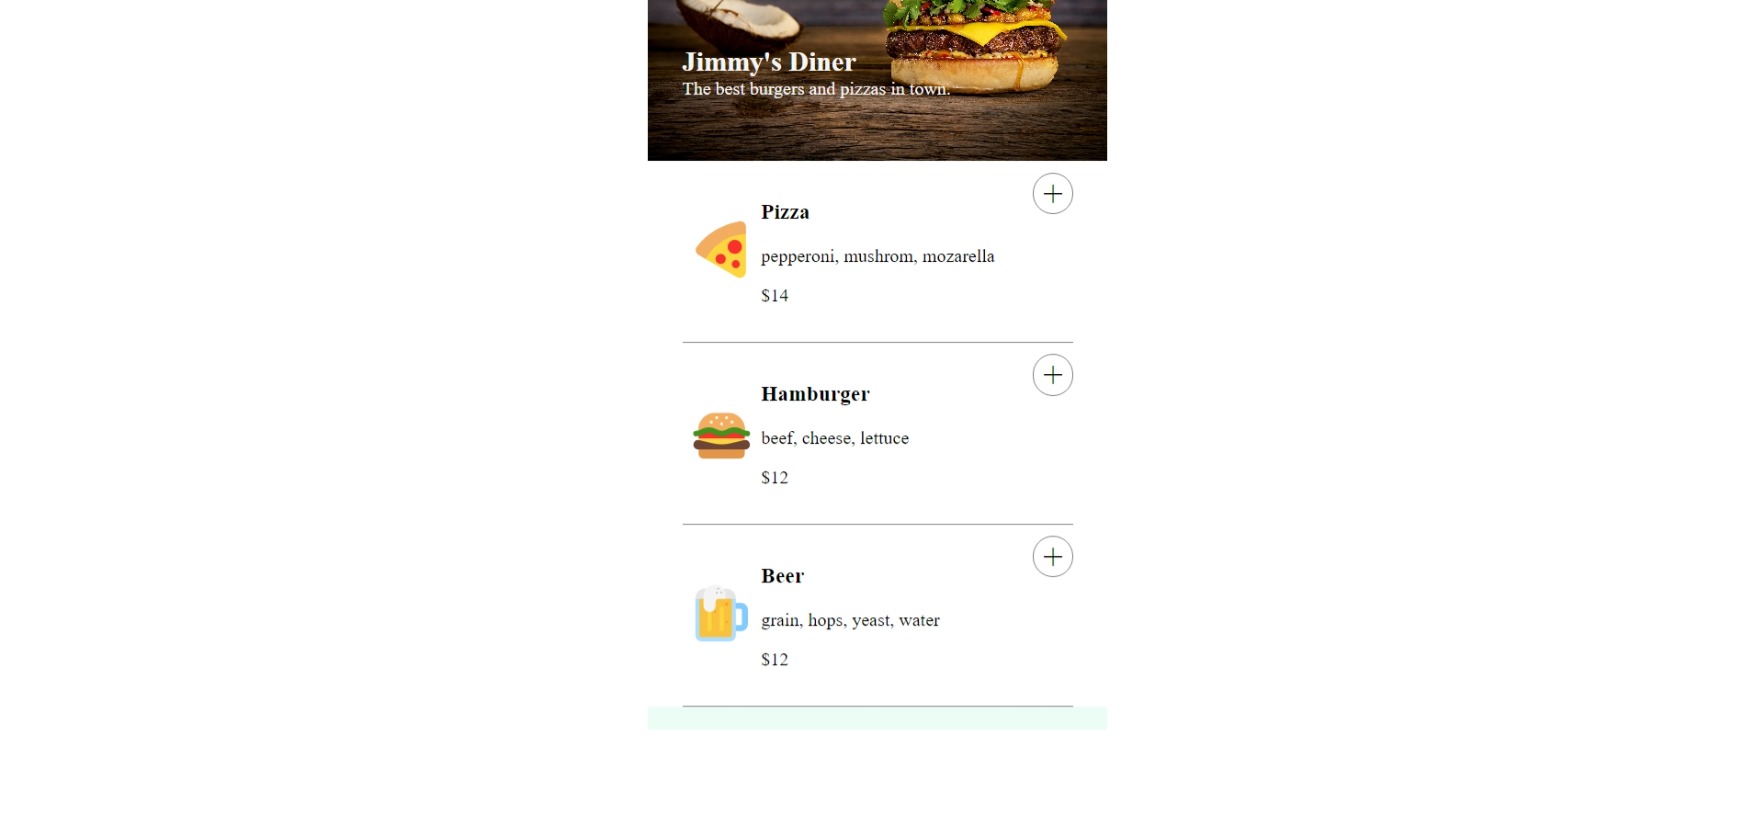 Jimmy's Diner
The best burgers and pizzas in town.
Pizza
pepperoni, mushrom, mozarella
$14
Hamburger
beef, cheese, lettuce
$12
Beer
grain, hops, yeast, water
$12